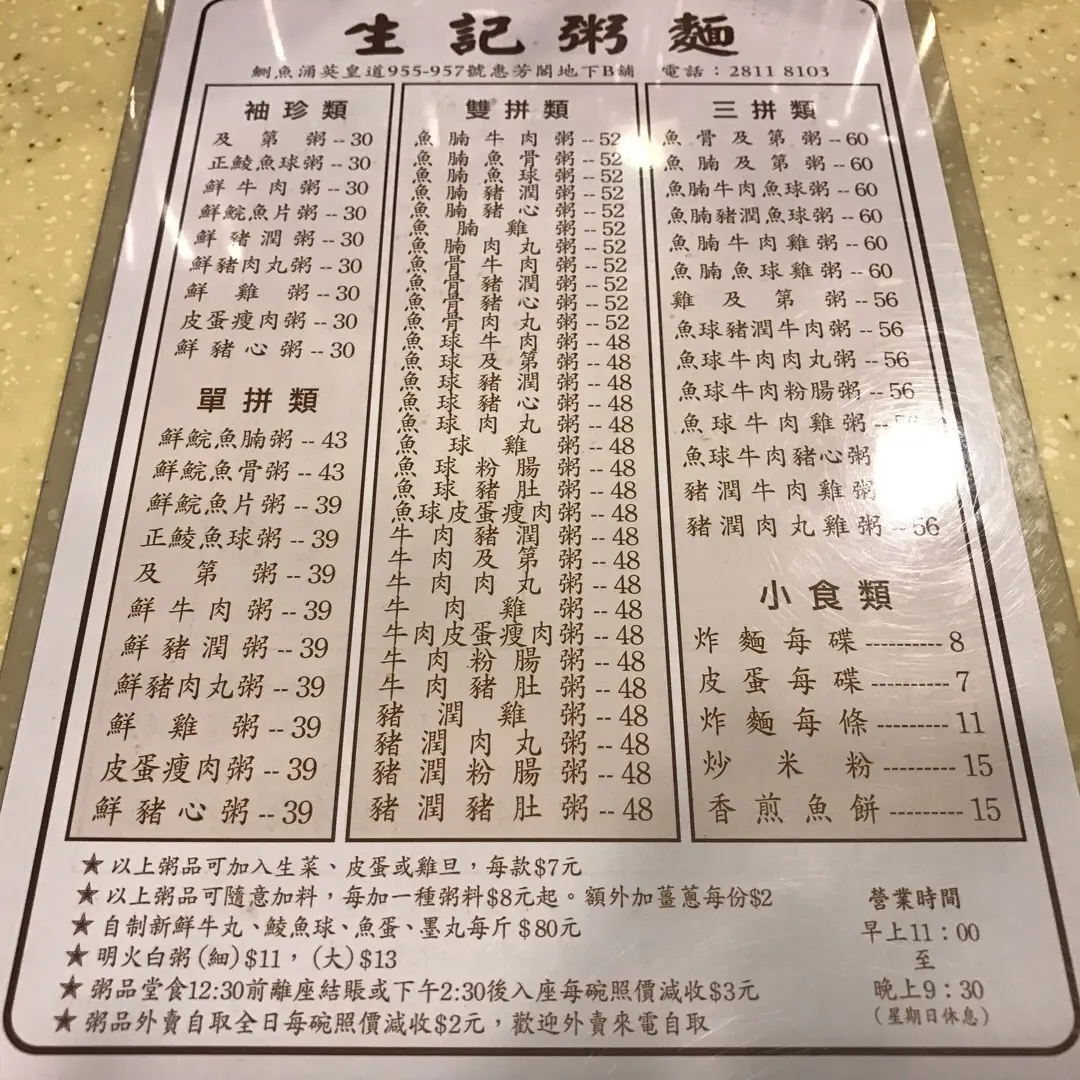 生記粥麵
鰂魚涌英皇道955-957號惠芳閣地下B舖 電話：2811 8103
袖珍類
及第粥--30
正鯪魚球粥--30
鮮牛肉粥--30
鮮鯇魚片粥--30
鮮豬潤粥--30
鮮豬肉丸粥--30
鮮雞粥--30
皮蛋瘦肉粥--30
鮮豬心粥--30
單拼類
鮮鯇魚腩粥--43
鮮鯇魚骨粥--43
鮮鯇魚片粥--39
正鯪魚球粥--39
及第粥--39
鮮牛肉粥--39
鮮豬潤粥--39
鮮豬肉丸粥--39
鮮雞粥--39
皮蛋瘦肉粥--39
鮮豬心粥--39
雙拼類
魚腩牛肉粥--52
魚腩魚骨粥--52
魚腩魚球粥--52
魚腩豬潤粥--52
魚腩豬心粥--52
魚腩雞粥--52
魚腩肉丸粥--52
魚骨牛肉粥--52
魚骨豬潤粥--52
魚骨豬心粥--52
魚骨肉丸粥--52
魚球牛肉粥--48
魚球及第粥--48
魚球豬潤粥--48
魚球豬心粥--48
魚球肉丸粥--48
魚球雞粥--48
魚球粉腸粥--48
魚球豬肚粥--48
魚球皮蛋瘦肉粥--48
牛肉豬潤粥--48
牛肉及第粥--48
牛肉肉丸粥--48
牛肉雞粥--48
牛肉皮蛋瘦肉粥--48
牛肉粉腸粥--48
牛肉豬肚粥--48
豬潤雞粥--48
豬潤肉丸粥--48
豬潤粉腸粥--48
豬潤豬肚粥--48
三拼類
魚骨及第粥--60
魚腩及第粥--60
魚腩牛肉魚球粥--60
魚腩豬潤魚球粥--60
魚腩牛肉雞粥--60
魚腩魚球雞粥--60
雞及第粥--56
魚球豬潤牛肉粥--56
魚球牛肉肉丸粥--56
魚球牛肉粉腸粥--56
魚球牛肉雞粥--56
魚球牛肉豬心粥
豬潤牛肉雞粥
豬潤肉丸雞粥--56
小食類
炸麵每碟----------8
皮蛋每碟----------7
炸麵每條---------11
炒米粉---------15
香煎魚餅---------15
★以上粥品可加入生菜、皮蛋或雞旦，每款$7元
★以上粥品可隨意加料，每加一種粥料$8元起。額外加薑蔥每份$2
★自制新鮮牛丸、鯪魚球、魚蛋、墨丸每斤$80元
★明火白粥(細)$11，(大)$13
★粥品堂食12:30前離座結賬或下午2:30後入座每碗照價減收$3元
★粥品外賣自取全日每碗照價減收$2元，歡迎外賣來電自取
營業時間
早上11：00
至
晚上9：30
(星期日休息)